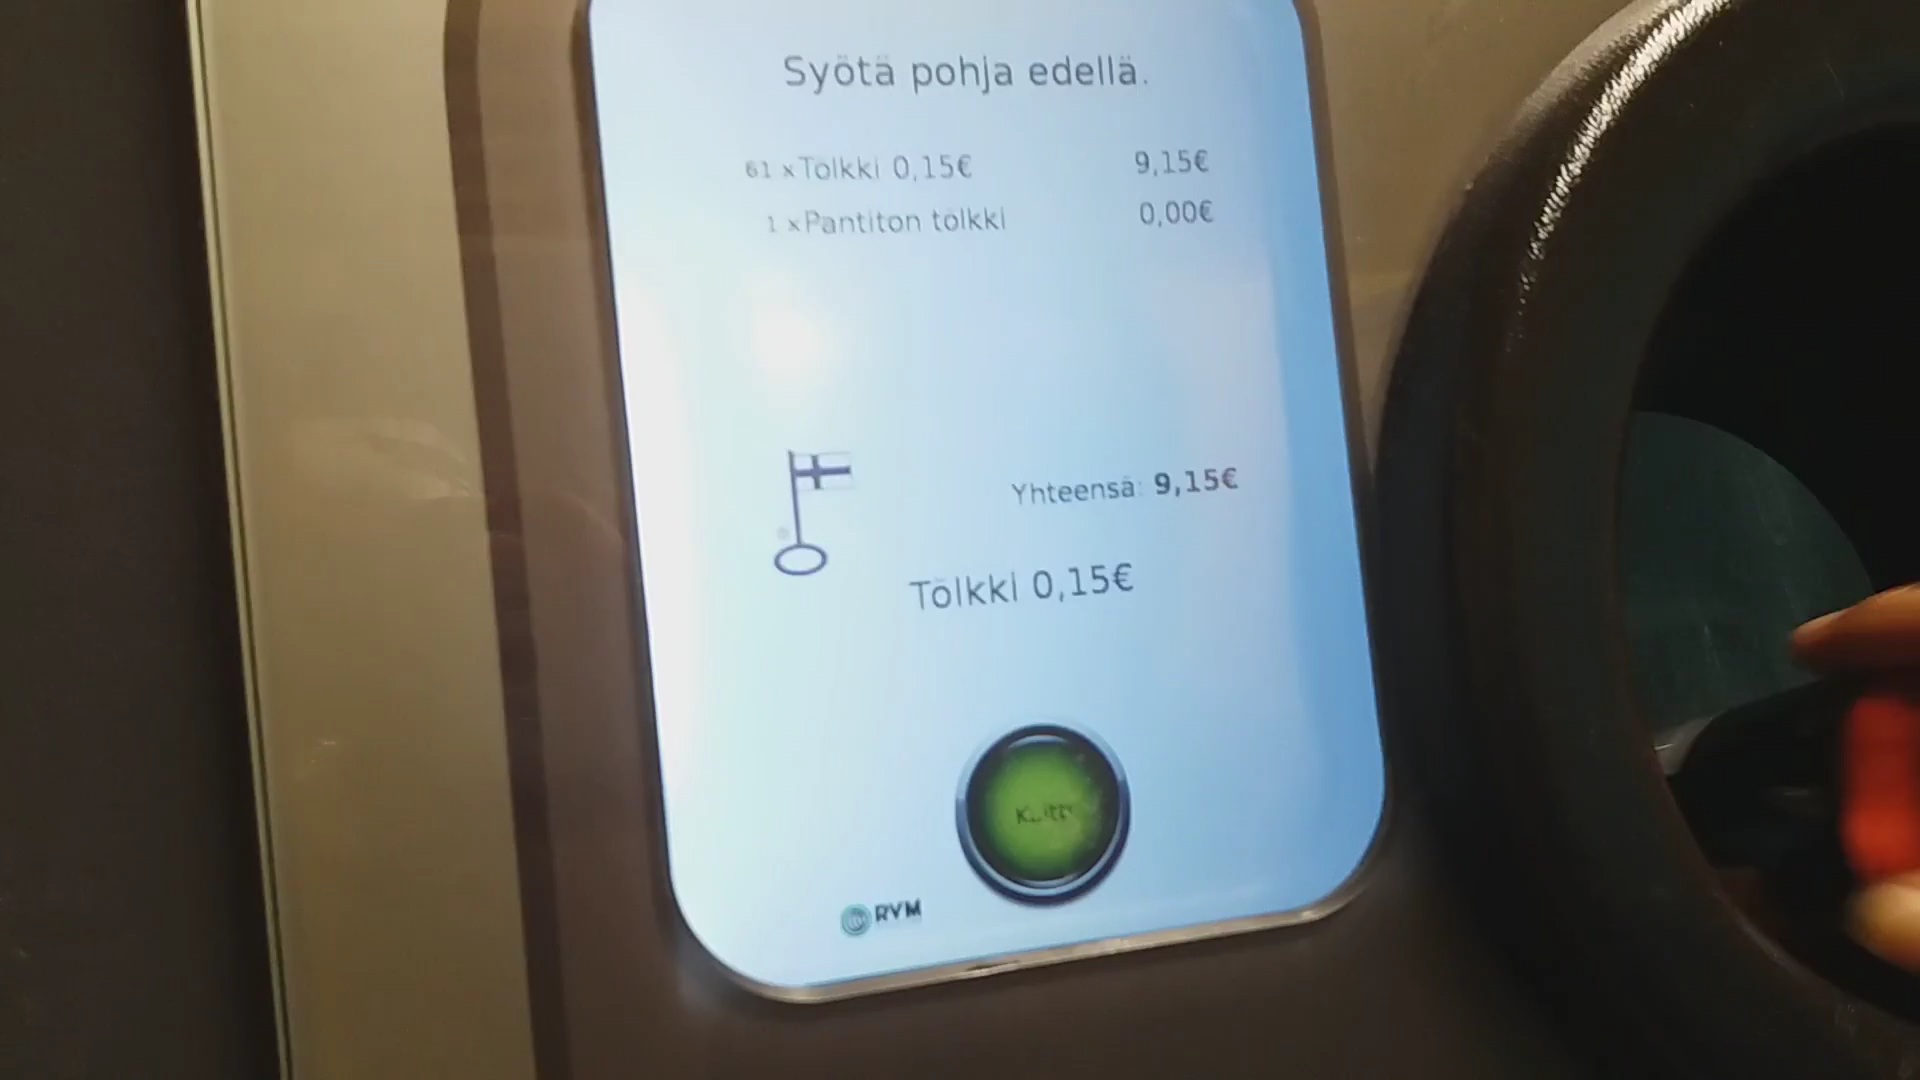 Syötä pohja edellä.
61 x Tölkki 0,15€ 9,15€
1 x Pantiton tölkki 0,00€
Yhteensä: 9,15€
Tölkki 0,15€
Kuitti
RVM